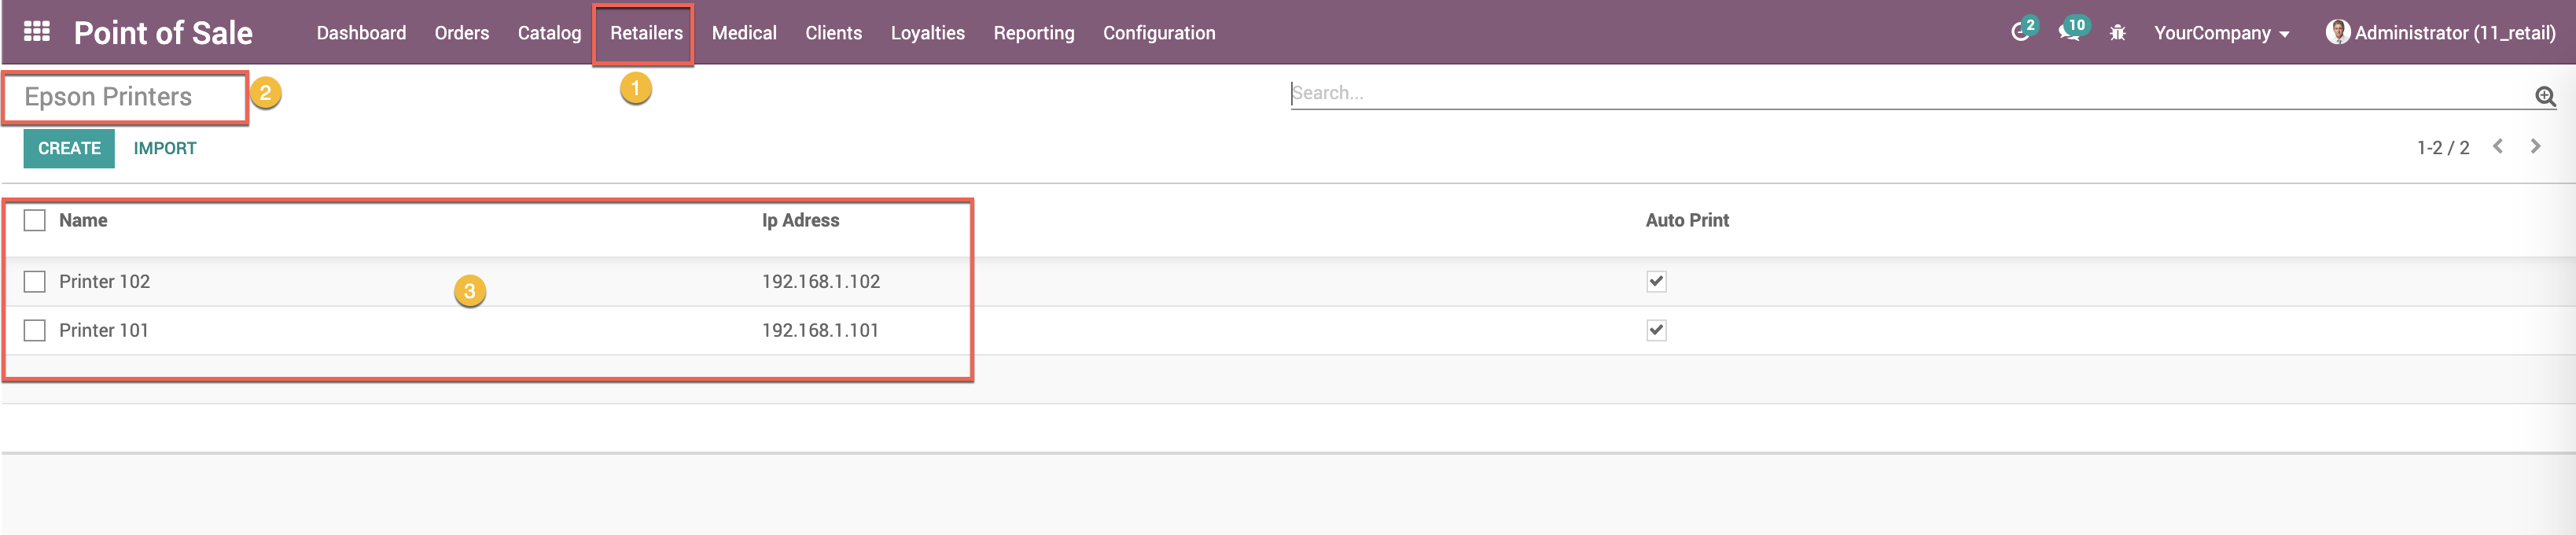 Point of Sale Dashboard Orders Catalog Retailers Medical Clients Loyalties Reporting Configuration 2 10 YourCompany Administrator (11_retail)
1
Epson Printers 2 Search...
CREATE IMPORT 1-2 / 2
Name Ip Adress Auto Print
Printer 102 3 192.168.1.102
Printer 101 192.168.1.101